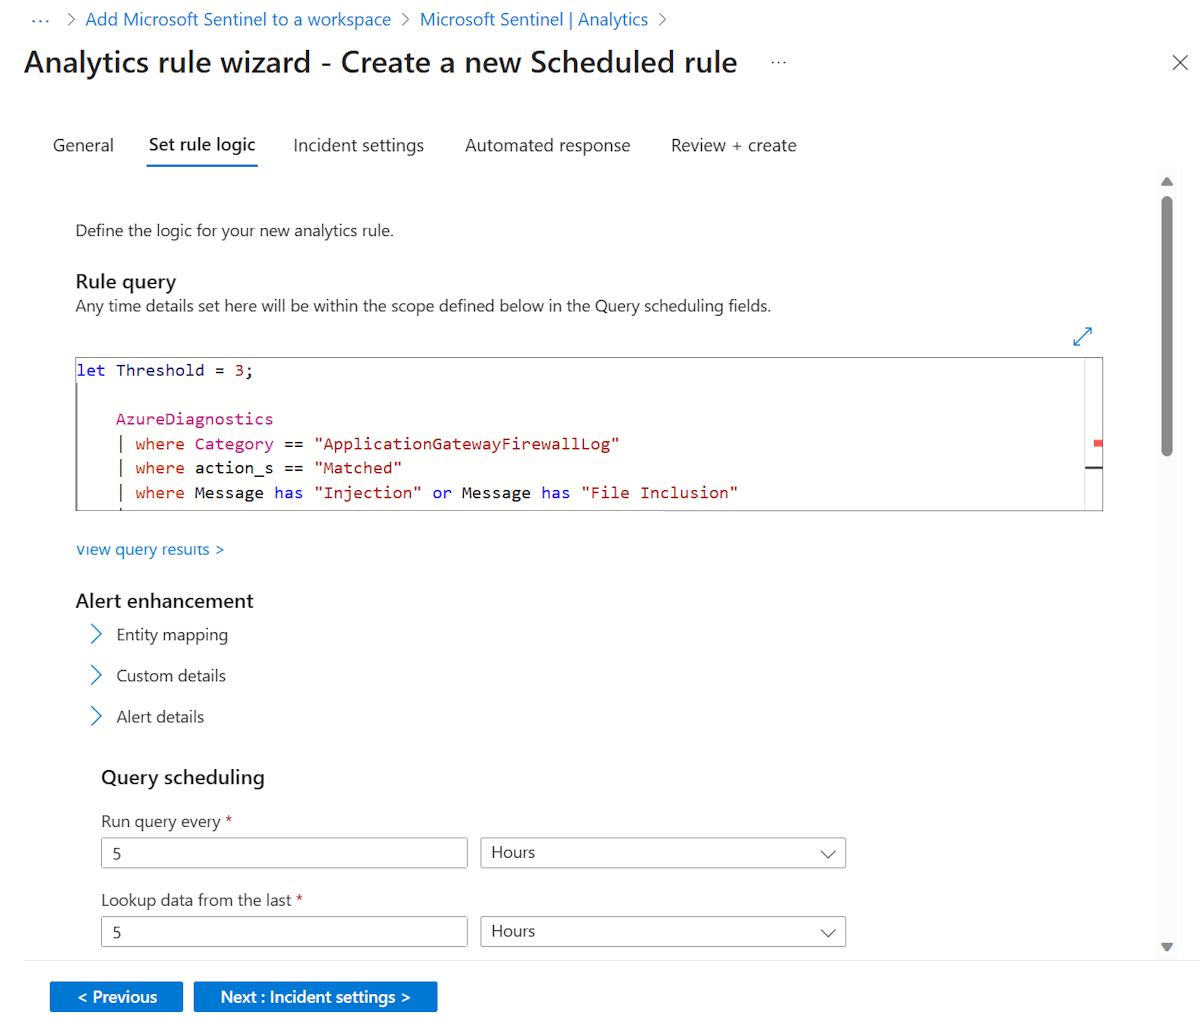 ... > Add Microsoft Sentinel to a workspace > Microsoft Sentinel | Analytics >
Analytics rule wizard - Create a new Scheduled rule ...
General Set rule logic Incident settings Automated response Review + create
Define the logic for your new analytics rule.
Rule query
Any time details set here will be within the scope defined below in the Query scheduling fields.
let Threshold = 3;
AzureDiagnostics
| where Category == "ApplicationGatewayFirewallLog"
| where action_s == "Matched"
| where Message has "Injection" or Message has "File Inclusion"
View query results >
Alert enhancement
Entity mapping
Custom details
Alert details
Query scheduling
Run query every *
5 Hours
Lookup data from the last *
5 Hours
< Previous Next : Incident settings >